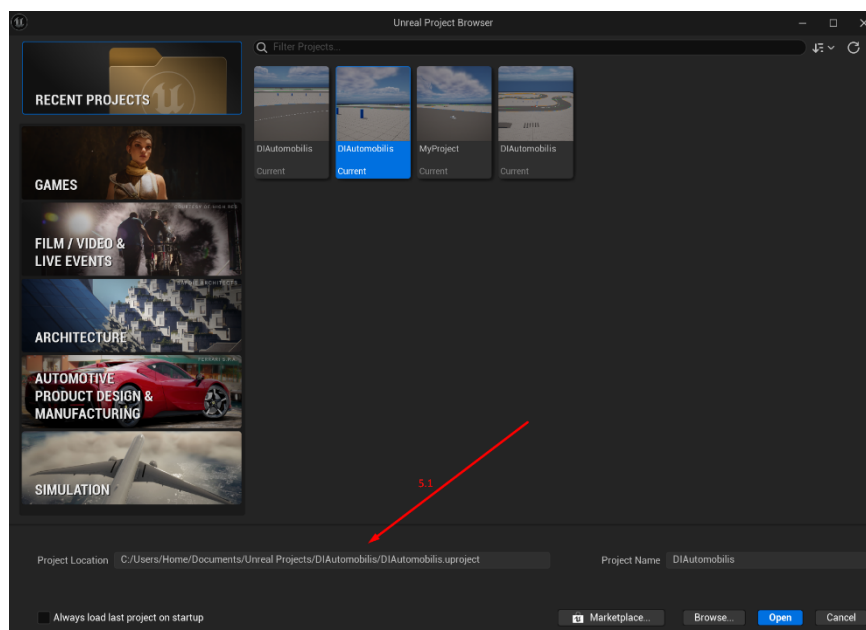 Unreal Project Browser
RECENT PROJECTS
GAMES
FILM / VIDEO &
LIVE EVENTS
ARCHITECTURE
AUTOMOTIVE
PRODUCT DESIGN &
MANUFACTURING
SIMULATION
Filter Projects...
DIAutomobilis DIAutomobilis MyProject DIAutomobilis
Current Current Current Current
5.1
Project Location C:/Users/Home/Documents/Unreal Projects/DIAutomobilis/DIAutomobilis.uproject Project Name DIAutomobilis
Always load last project on startup Marketplace... Browse... Open Cancel